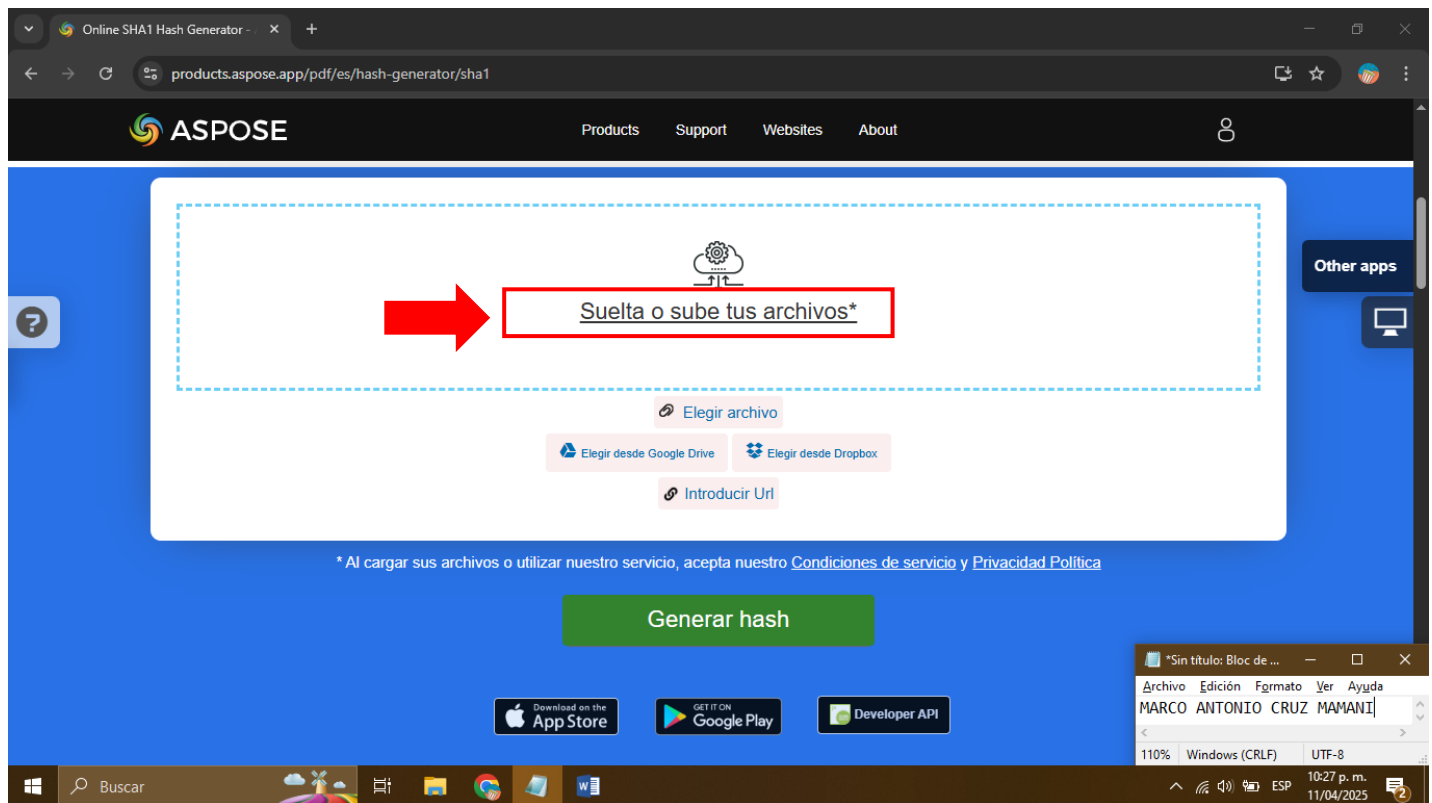 Online SHA1 Hash Generator - 
products.aspose.app/pdf/es/hash-generator/sha1
ASPOSE
Products Support Websites About
Other apps
Suelta o sube tus archivos*
Elegir archivo
Elegir desde Google Drive Elegir desde Dropbox
Introducir Url
* Al cargar sus archivos o utilizar nuestro servicio, acepta nuestro Condiciones de servicio y Privacidad Política
Generar hash
Download on the
App Store
GET IT ON
Google Play
Developer API
*Sin título: Bloc de ...
Archivo Edición Formato Ver Ayuda
MARCO ANTONIO CRUZ MAMANI
110% Windows (CRLF) UTF-8
Buscar
ESP
10:27 p. m.
11/04/2025
2